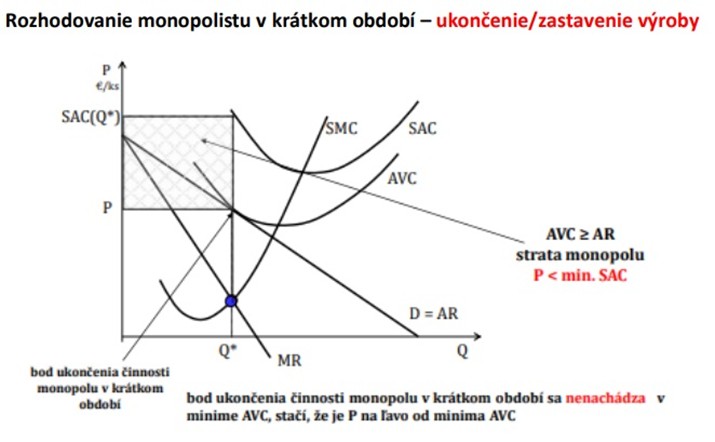 Rozhodovanie monopolistu v krátkom období – ukončenie/zastavenie výroby
P
€/ks
SAC(Q*)
SMC
SAC
AVC
P
AVC ≥ AR
strata monopolu
P < min. SAC
D = AR
Q*
MR
Q
bod ukončenia činnosti
monopolu v krátkom
období
bod ukončenia činnosti monopolu v krátkom období sa nenachádza v
minime AVC, stačí, že je P na ľavo od minima AVC